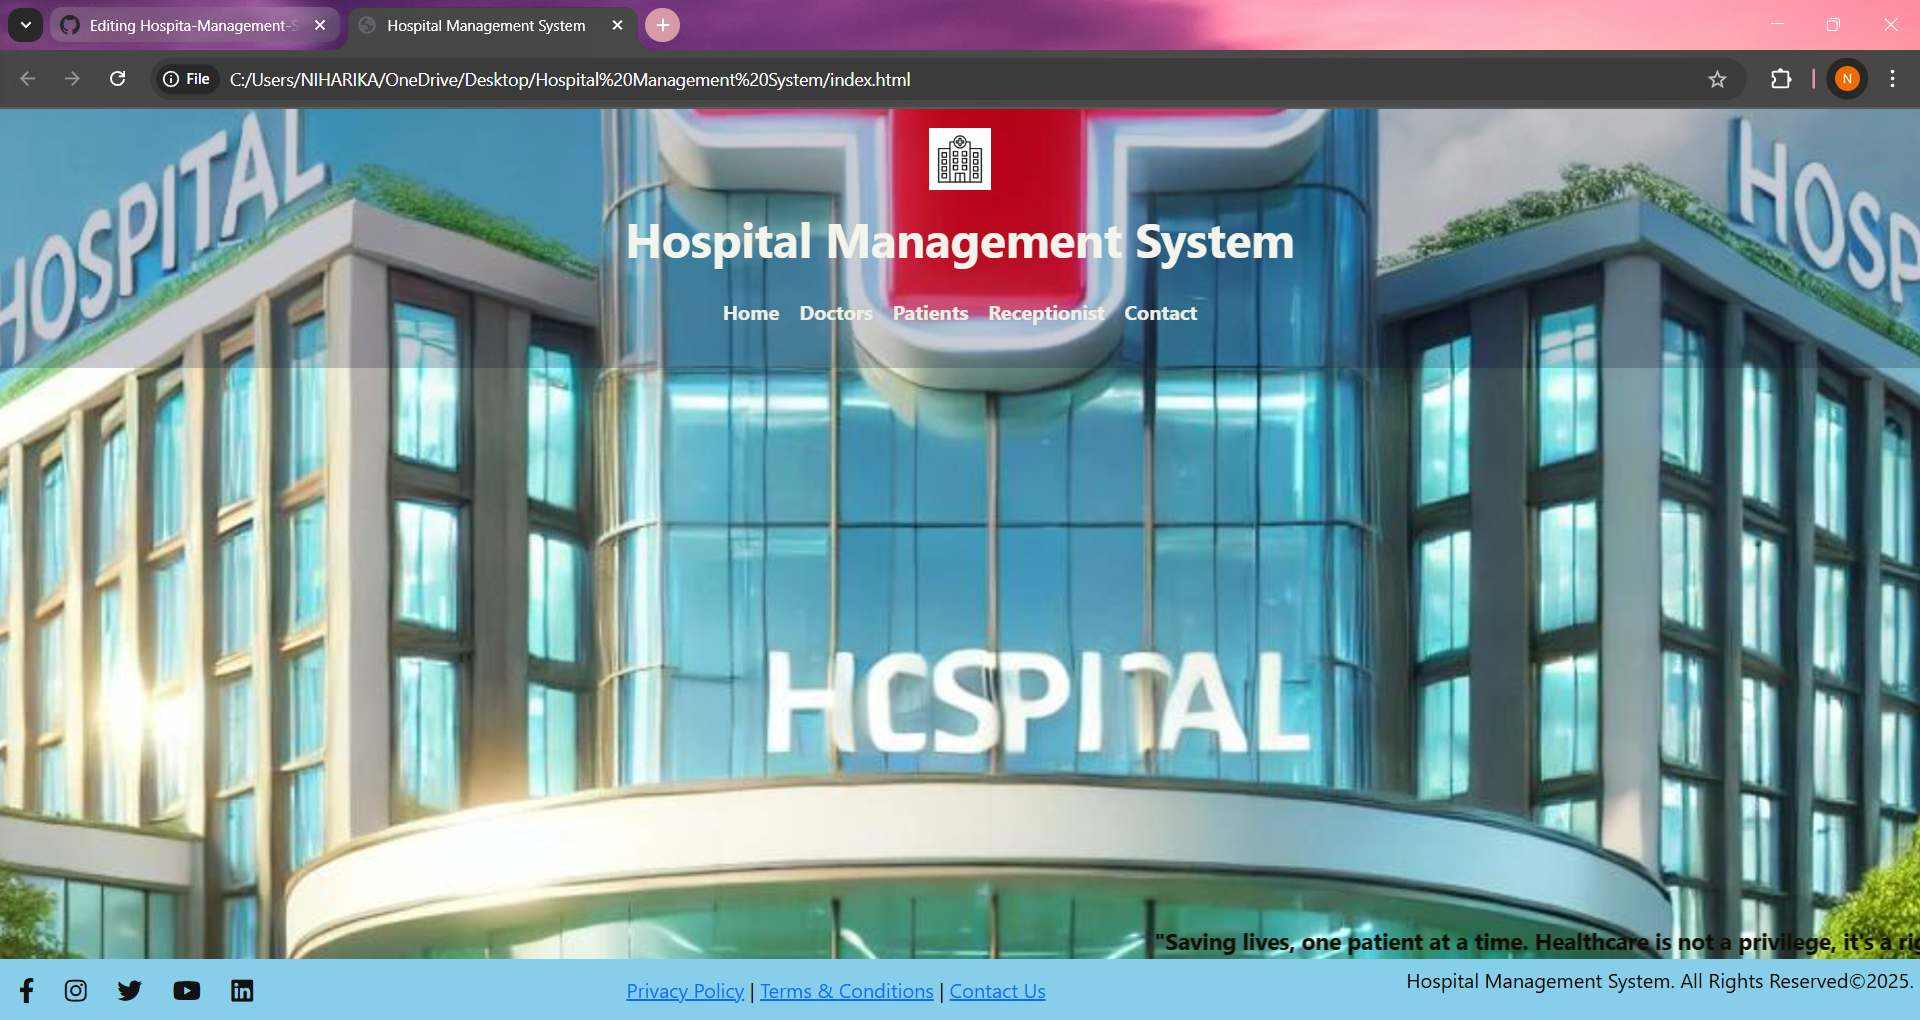 Editing Hospita-Management-S
Hospital Management System
File
C:/Users/NIHARIKA/OneDrive/Desktop/Hospital%20Management%20System/index.html
N
HOSPITAL
HOSP
Hospital Management System
Home Doctors Patients Receptionist Contact
HCSPITAL
"Saving lives, one patient at a time. Healthcare is not a privilege, it's a rig
Privacy Policy | Terms & Conditions | Contact Us
Hospital Management System. All Rights Reserved©2025.